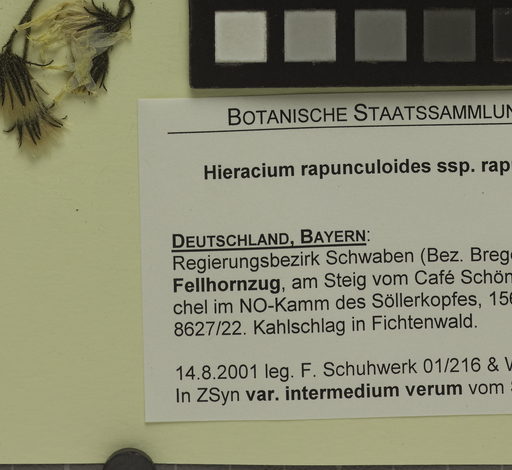 BOTANISCHE STAATSSAMMLUN
Hieracium rapunculoides ssp. rap
DEUTSCHLAND, BAYERN:
Regierungsbezirk Schwaben (Bez. Brege
Fellhornzug, am Steig vom Café Schön
chel im NO-Kamm des Söllerkopfes, 156
8627/22. Kahlschlag in Fichtenwald.
14.8.2001 leg. F. Schuhwerk 01/216 & W
In ZSyn var. intermedium verum vom